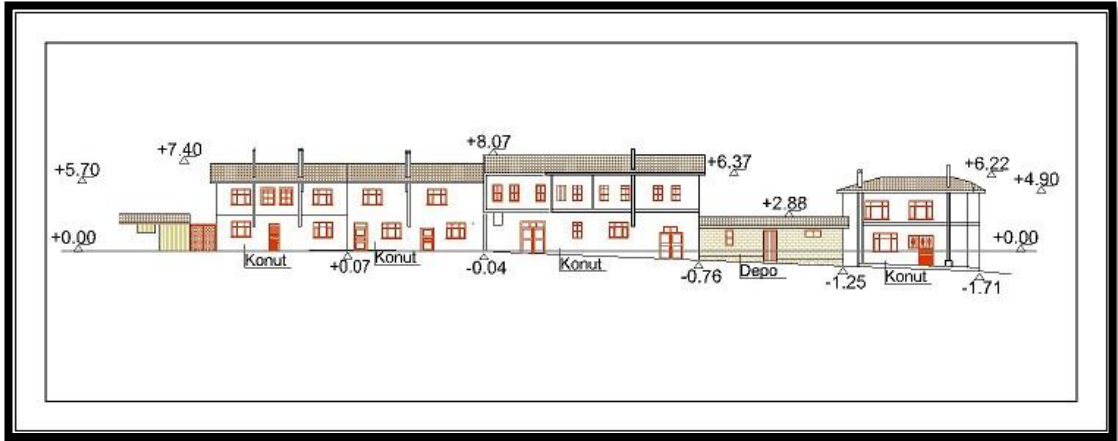 +8.07
+7.40
+6.37
+6.22
+5.70
+4.90
+2.88
+0.00
+0.00
Konut
+0.07
Konut
-0.04
Konut
-0.76
Depo
-1.25
Konut
-1.71